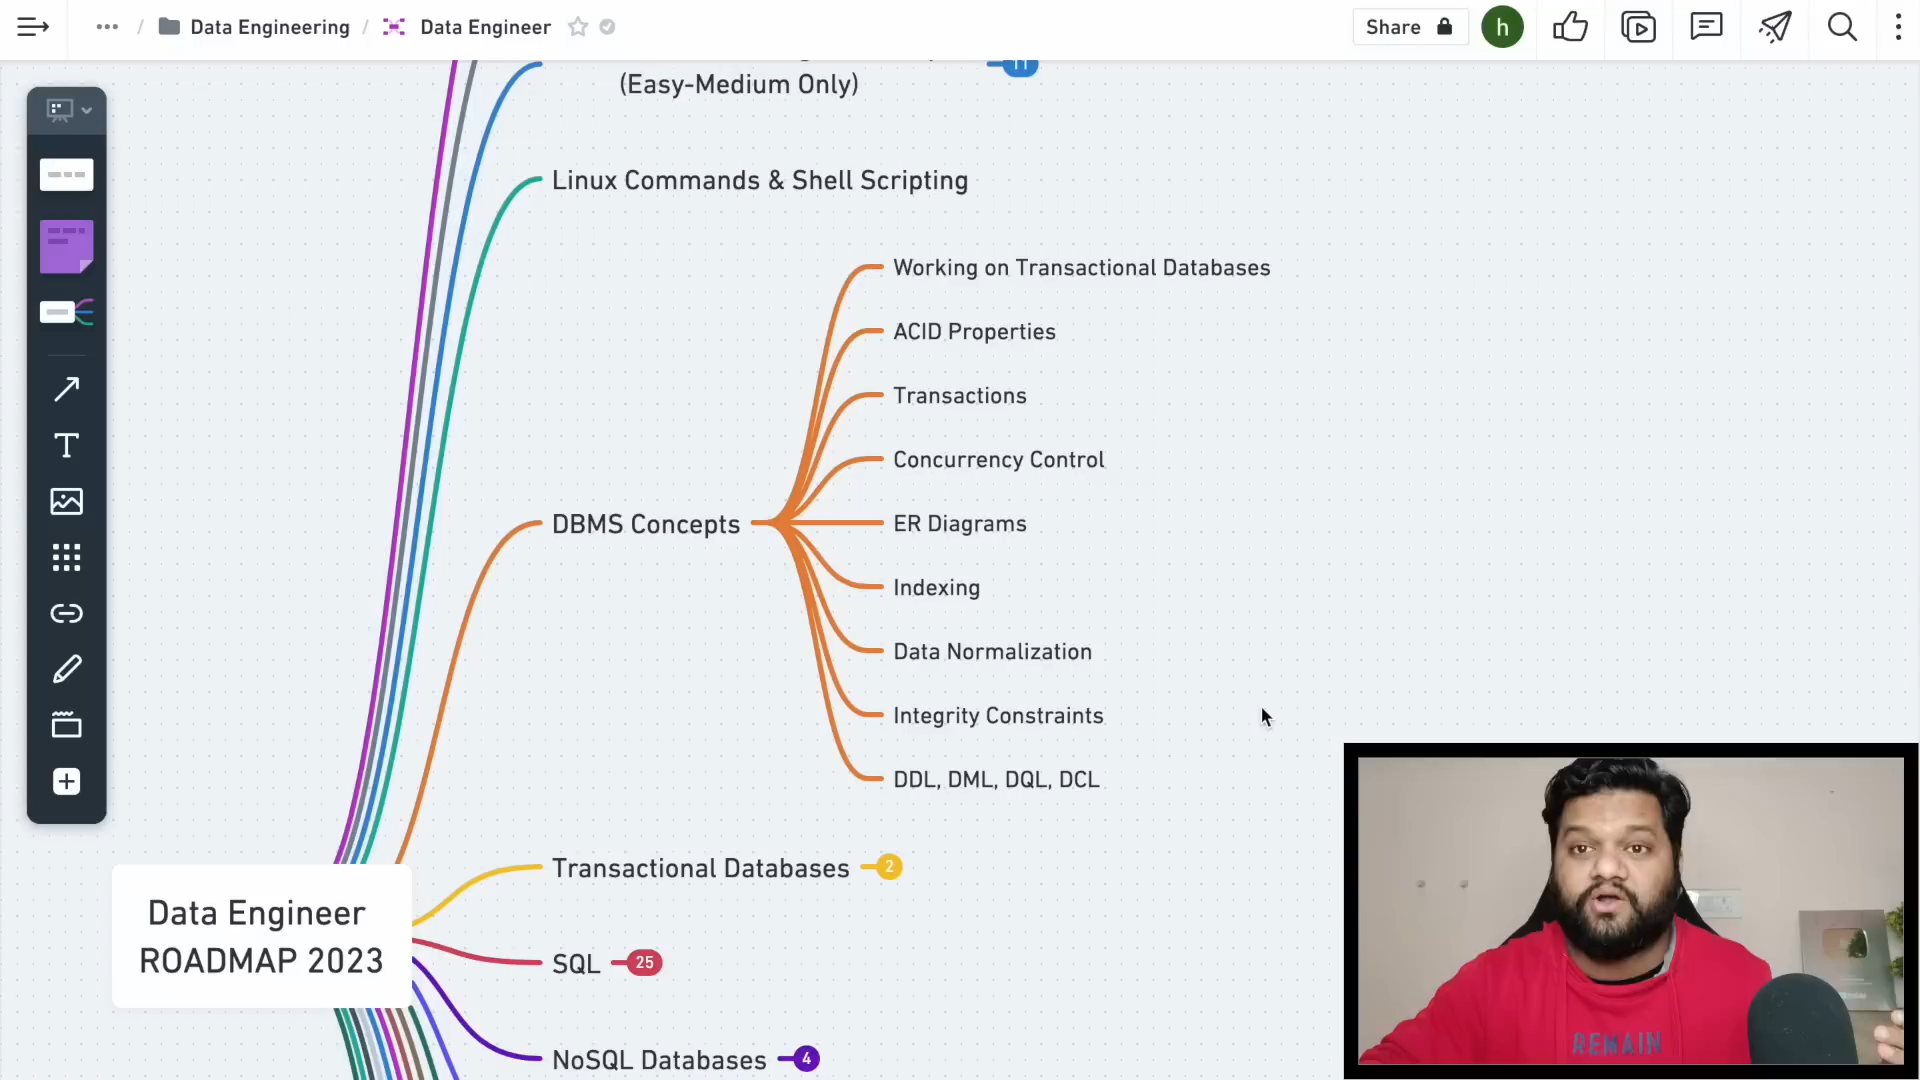 Data Engineering / Data Engineer
Share
h
11
(Easy-Medium Only)
Linux Commands & Shell Scripting
Working on Transactional Databases
ACID Properties
Transactions
Concurrency Control
DBMS Concepts
ER Diagrams
Indexing
Data Normalization
Integrity Constraints
DDL, DML, DQL, DCL
Transactional Databases
2
Data Engineer
ROADMAP 2023
SQL
25
NoSQL Databases
4
REMAIN